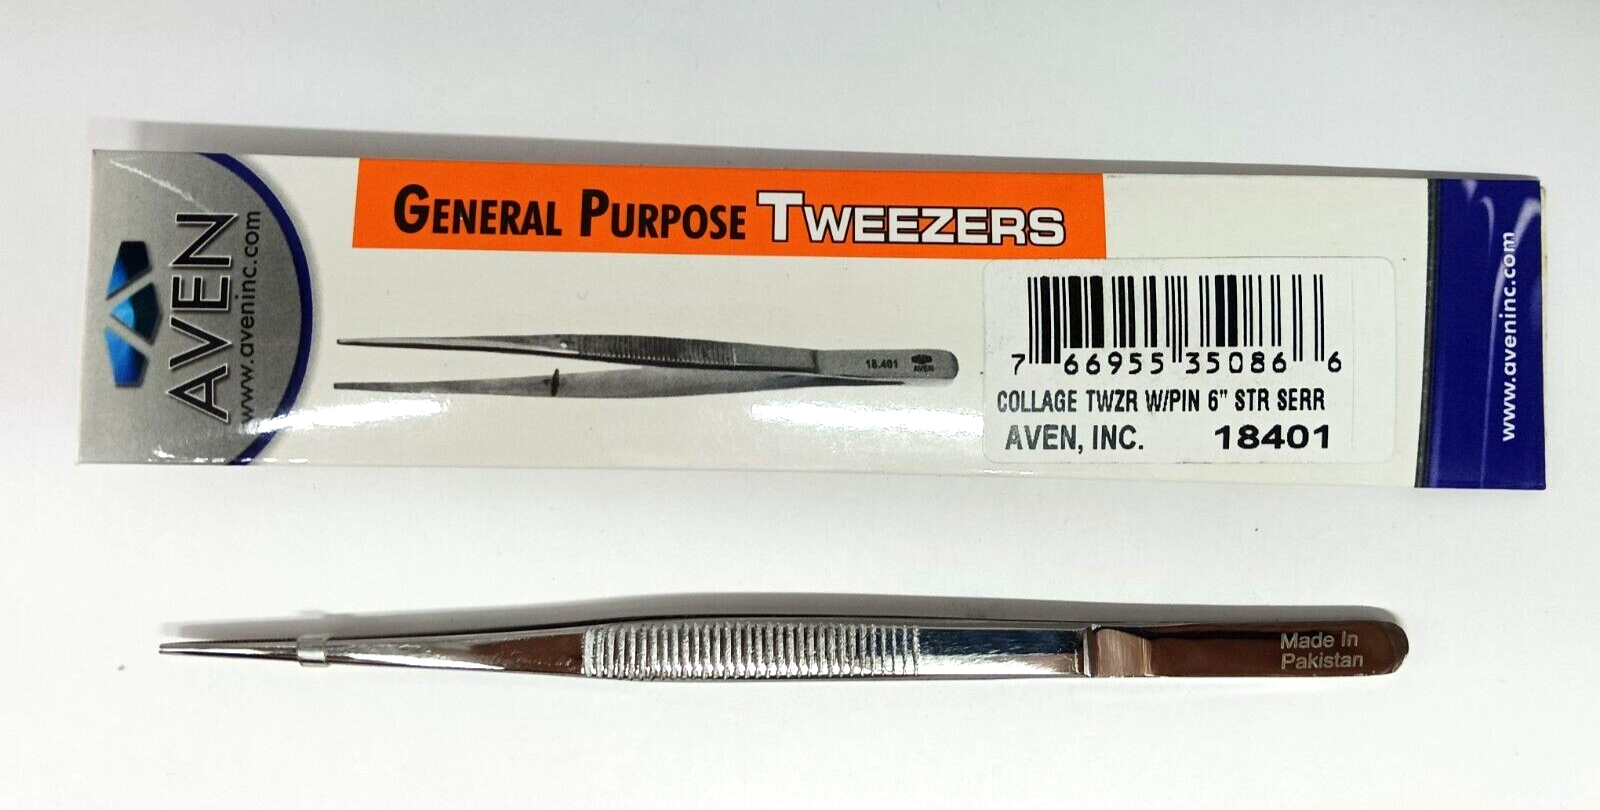 AVEN
www.aveninc.com
GENERAL PURPOSE TWEEZERS
18.401
AVEN
7 66955 35086 6
COLLAGE TWZR W/PIN 6" STR SERR
AVEN, INC. 18401
www.aveninc.com
Made In
Pakistan